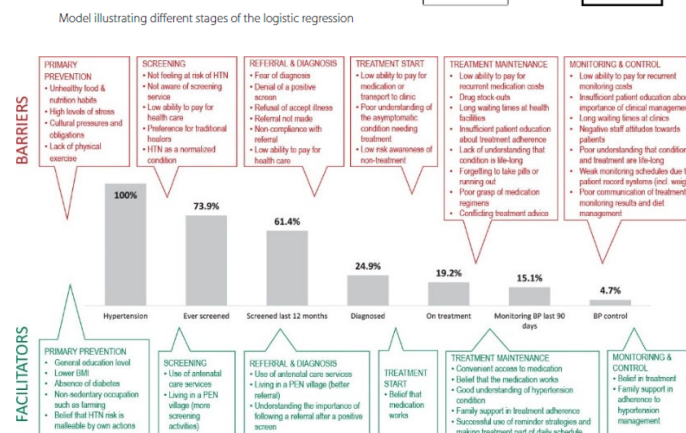 Model illustrating different stages of the logistic regression
BARRIERS
PRIMARY
PREVENTION
• Unhealthy food &
nutrition habits
• High levels of stress
• Cultural pressures and
obligations
• Lack of physical
exercise
SCREENING
• Not feeling at risk of HTN
• Not aware of screening
service
• Low ability to pay for
health care
• Preference for traditional
healers
• HTN as a normalized
condition
REFERRAL & DIAGNOSIS
• Fear of diagnosis
• Denial of a positive
screen
• Refusal of accept illness
• Referral not made
• Non-compliance with
referral
• Low ability to pay for
health care
TREATMENT START
• Low ability to pay for
medication or
transport to clinic
• Poor understanding of
the asymptomatic
condition needing
treatment
• Low risk awareness of
non-treatment
TREATMENT MAINTENANCE
• Low ability to pay for
recurrent medication costs
• Drug stock-outs
• Long waiting times at health
facilities
• Insufficient patient education
about treatment adherence
• Lack of understanding that
condition is life-long
• Forgetting to take pills or
running out
• Poor grasp of medication
regimens
• Conflicting treatment advice
MONITORING & CONTROL
• Low ability to pay for recurrent
monitoring costs
• Insufficient patient education
importance of clinical
• Long waiting times at clinics
• Negative staff attitudes towards
patients
• Poor understanding that condition
and treatment are life-long
• Weak monitoring schedules due
patient record systems (incl.
• Poor communication of treatment
monitoring results and diet
management
100%
73.9%
61.4%
24.9%
19.2%
15.1%
4.7%
Hypertension
Ever screened
Screened last 12 months
Diagnosed
On treatment
Monitoring BP last 90
days
BP control
FACILITATORS
PRIMARY PREVENTION
• General education level
• Lower BMI
• Absence of diabetes
• Non-sedentary occupation
such as farming
• Belief that HTN risk is
malleable by own actions
SCREENING
• Use of antenatal
care services
• Living in a PEN
village (more
screening
activities)
REFERRAL & DIAGNOSIS
• Use of antenatal care services
• Living in a PEN village (better
referral)
• Understanding the importance of
following a referral after a positive
screen
TREATMENT
START
• Belief that
medication
works
TREATMENT MAINTENANCE
• Convenient access to medication
• Belief that the medication works
• Good understanding of hypertension
condition
• Family support in treatment adherence
• Successful use of reminder strategies and
making treatment part of daily schedule
MONITORINNG &
CONTROL
• Belief in treatment
• Family support in
adherence to
hypertension
management